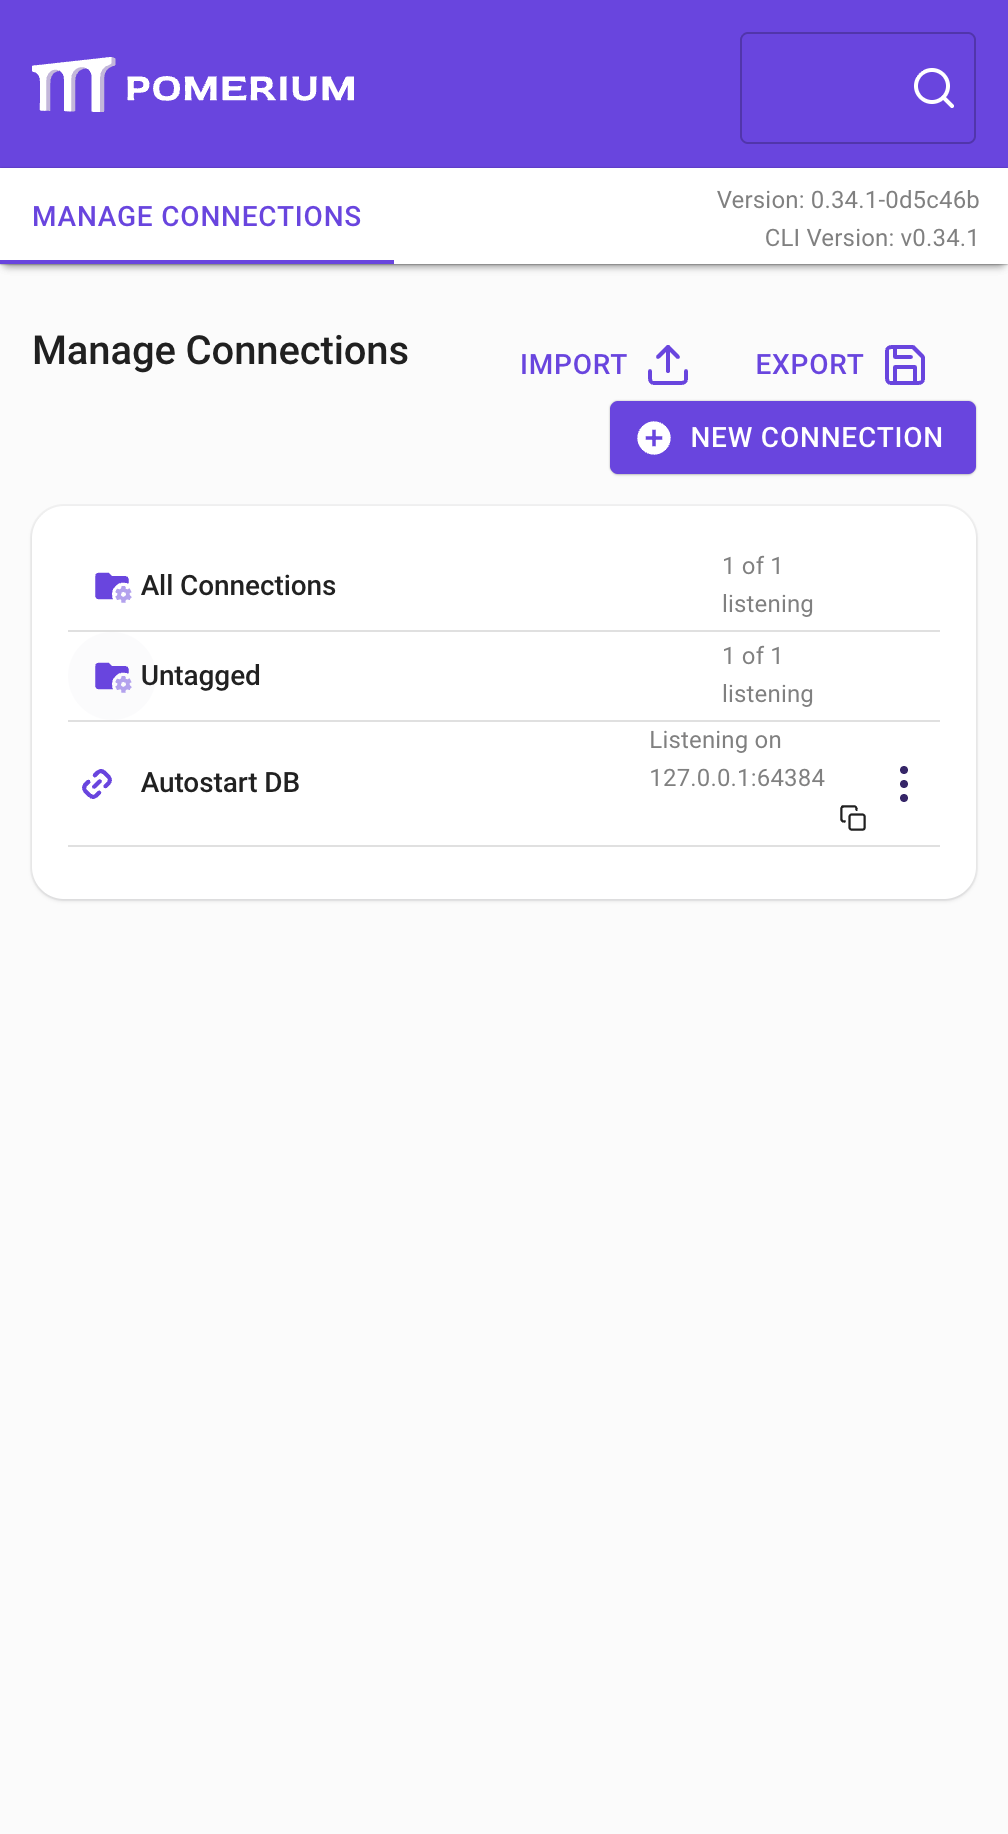 POMERIUM
MANAGE CONNECTIONS
Version: 0.34.1-0d5c46b
CLI Version: v0.34.1
Manage Connections
IMPORT
EXPORT
NEW CONNECTION
All Connections
1 of 1
listening
Untagged
1 of 1
listening
Autostart DB
Listening on
127.0.0.1:64384